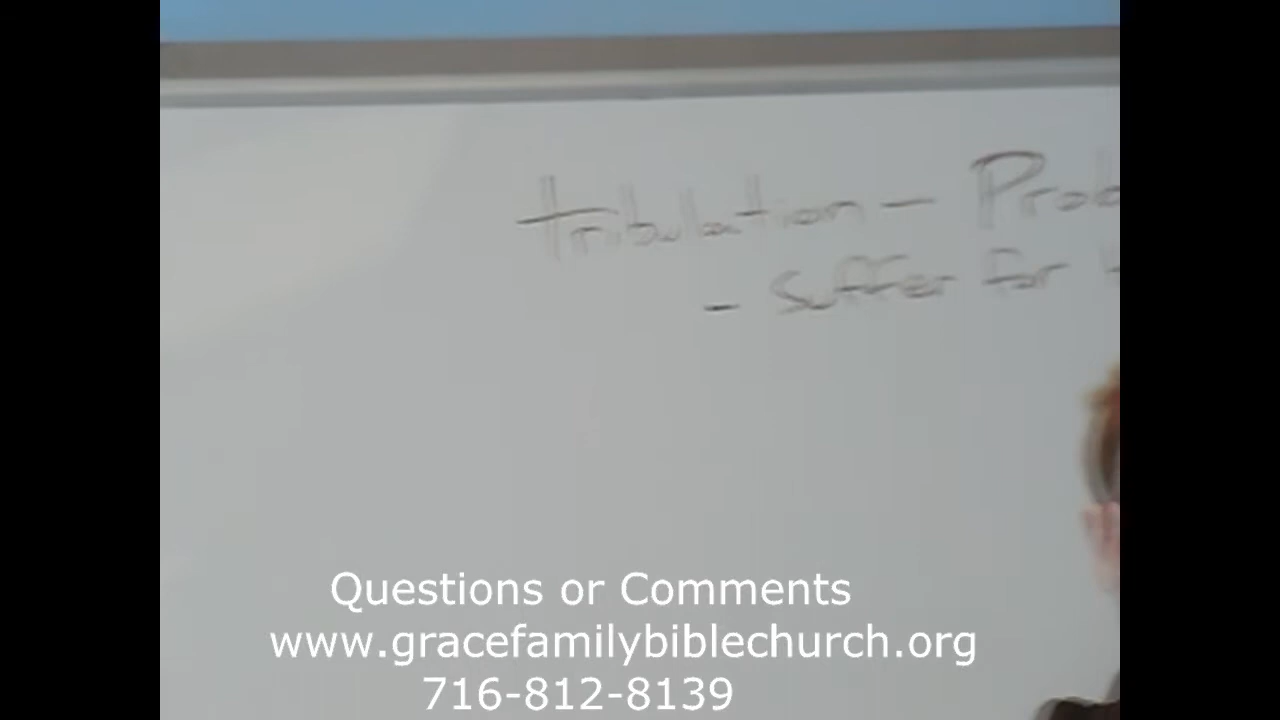 tribulation - Prob
- Suffer for
Questions or Comments
www.gracefamilybiblechurch.org
716-812-8139